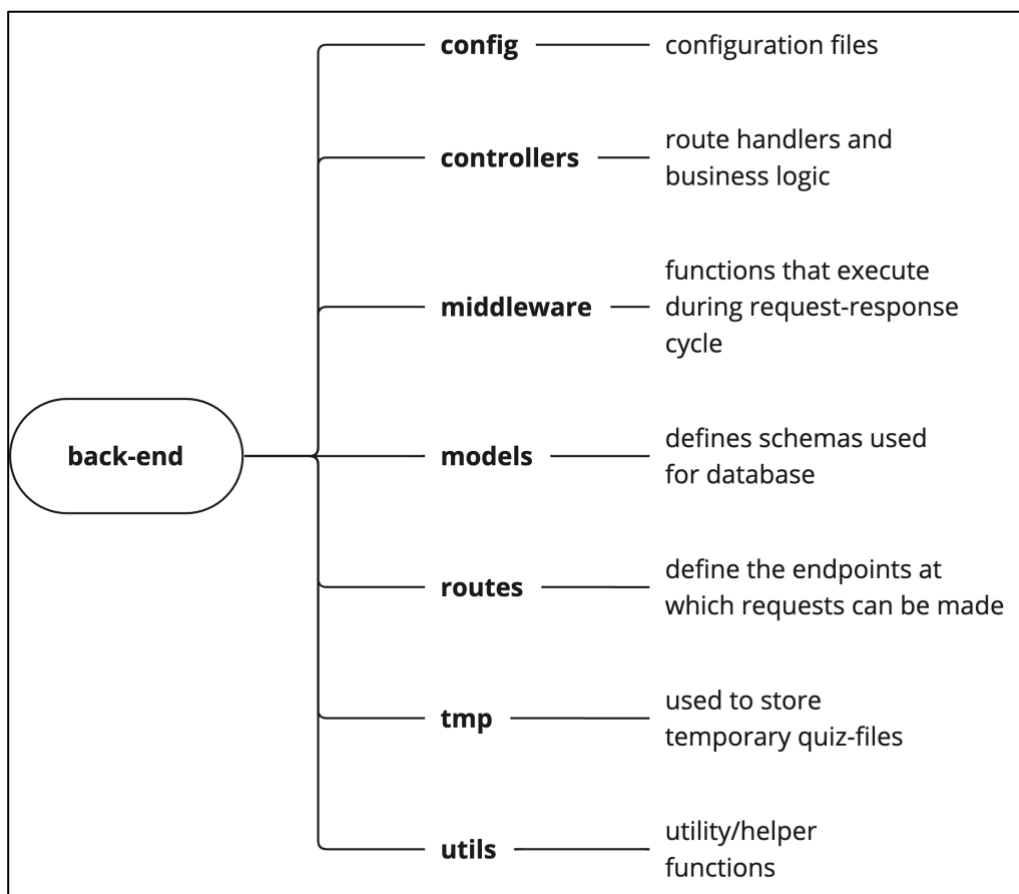 config
configuration files
controllers
route handlers and
business logic
middleware
functions that execute
during request-response
cycle
back-end
models
defines schemas used
for database
routes
define the endpoints at
which requests can be made
tmp
used to store
temporary quiz-files
utils
utility/helper
functions